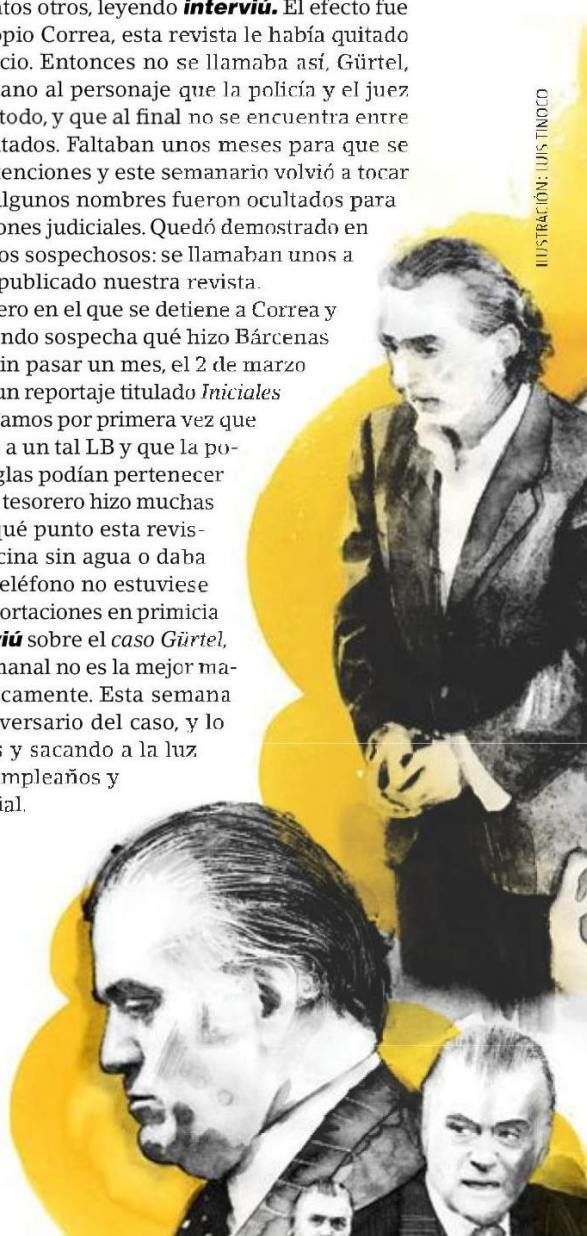 ntos otros, leyendo interviú. El efecto fue
opio Correa, esta revista le había quitado
cio. Entonces no se llamaba así, Gürtel,
ano al personaje que la policía y el juez
todo, y que al final no se encuentra entre
tados. Faltaban unos meses para que se
tenciones y este semanario volvió a tocar
algunos nombres fueron ocultados para
ones judiciales. Quedó demostrado en
os sospechosos: se llamaban unos a
publicado nuestra revista.
ero en el que se detiene a Correa y
ndo sospecha qué hizo Bárcenas
in pasar un mes, el 2 de marzo
un reportaje titulado Iniciales
amos por primera vez que
a un tal LB y que la po-
glas podían pertenecer
tesorero hizo muchas
qué punto esta revis-
cina sin agua o daba
eléfono no estuviese
ortaciones en primicia
iú sobre el caso Gürtel,
manal no es la mejor ma-
camente. Esta semana
versario del caso, y lo
s y sacando a la luz
mpleaños y
ial.
ILUSTRACIÓN: LUIS TINOCO